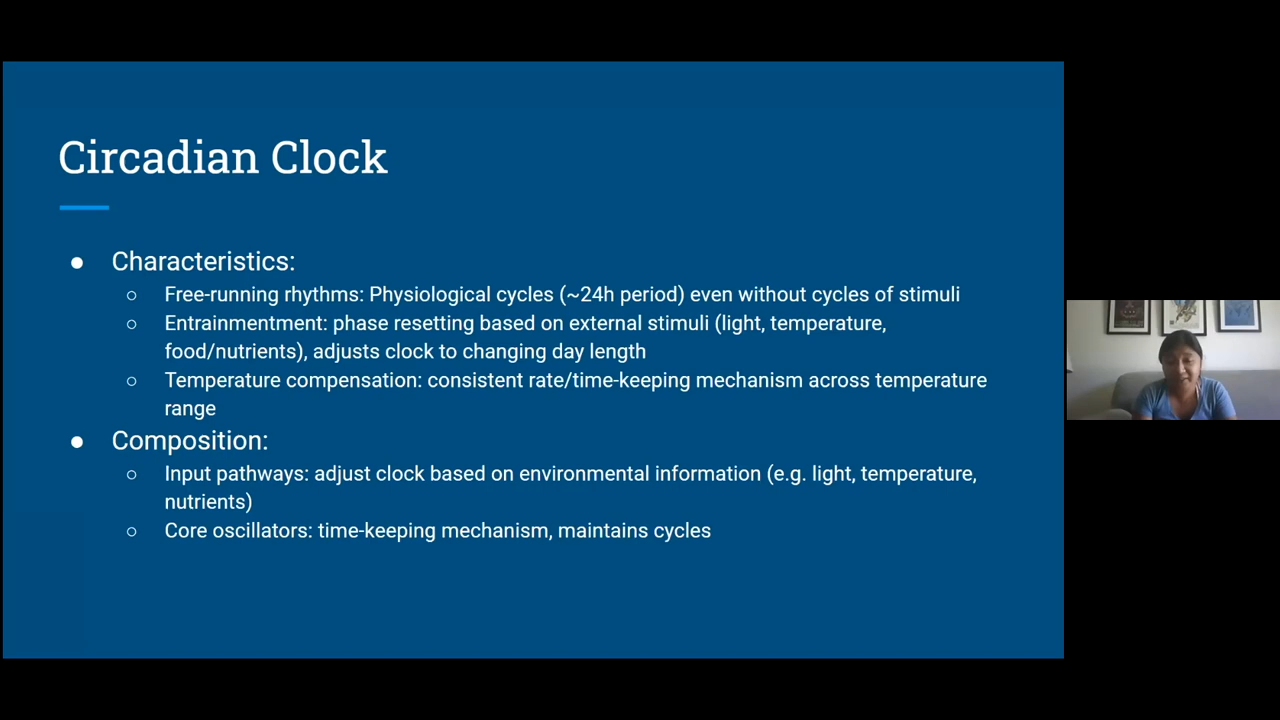 Circadian Clock
● Characteristics:
○ Free-running rhythms: Physiological cycles (~24h period) even without cycles of stimuli
○ Entrainmentment: phase resetting based on external stimuli (light, temperature,
food/nutrients), adjusts clock to changing day length
○ Temperature compensation: consistent rate/time-keeping mechanism across temperature
range
● Composition:
○ Input pathways: adjust clock based on environmental information (e.g. light, temperature,
nutrients)
○ Core oscillators: time-keeping mechanism, maintains cycles